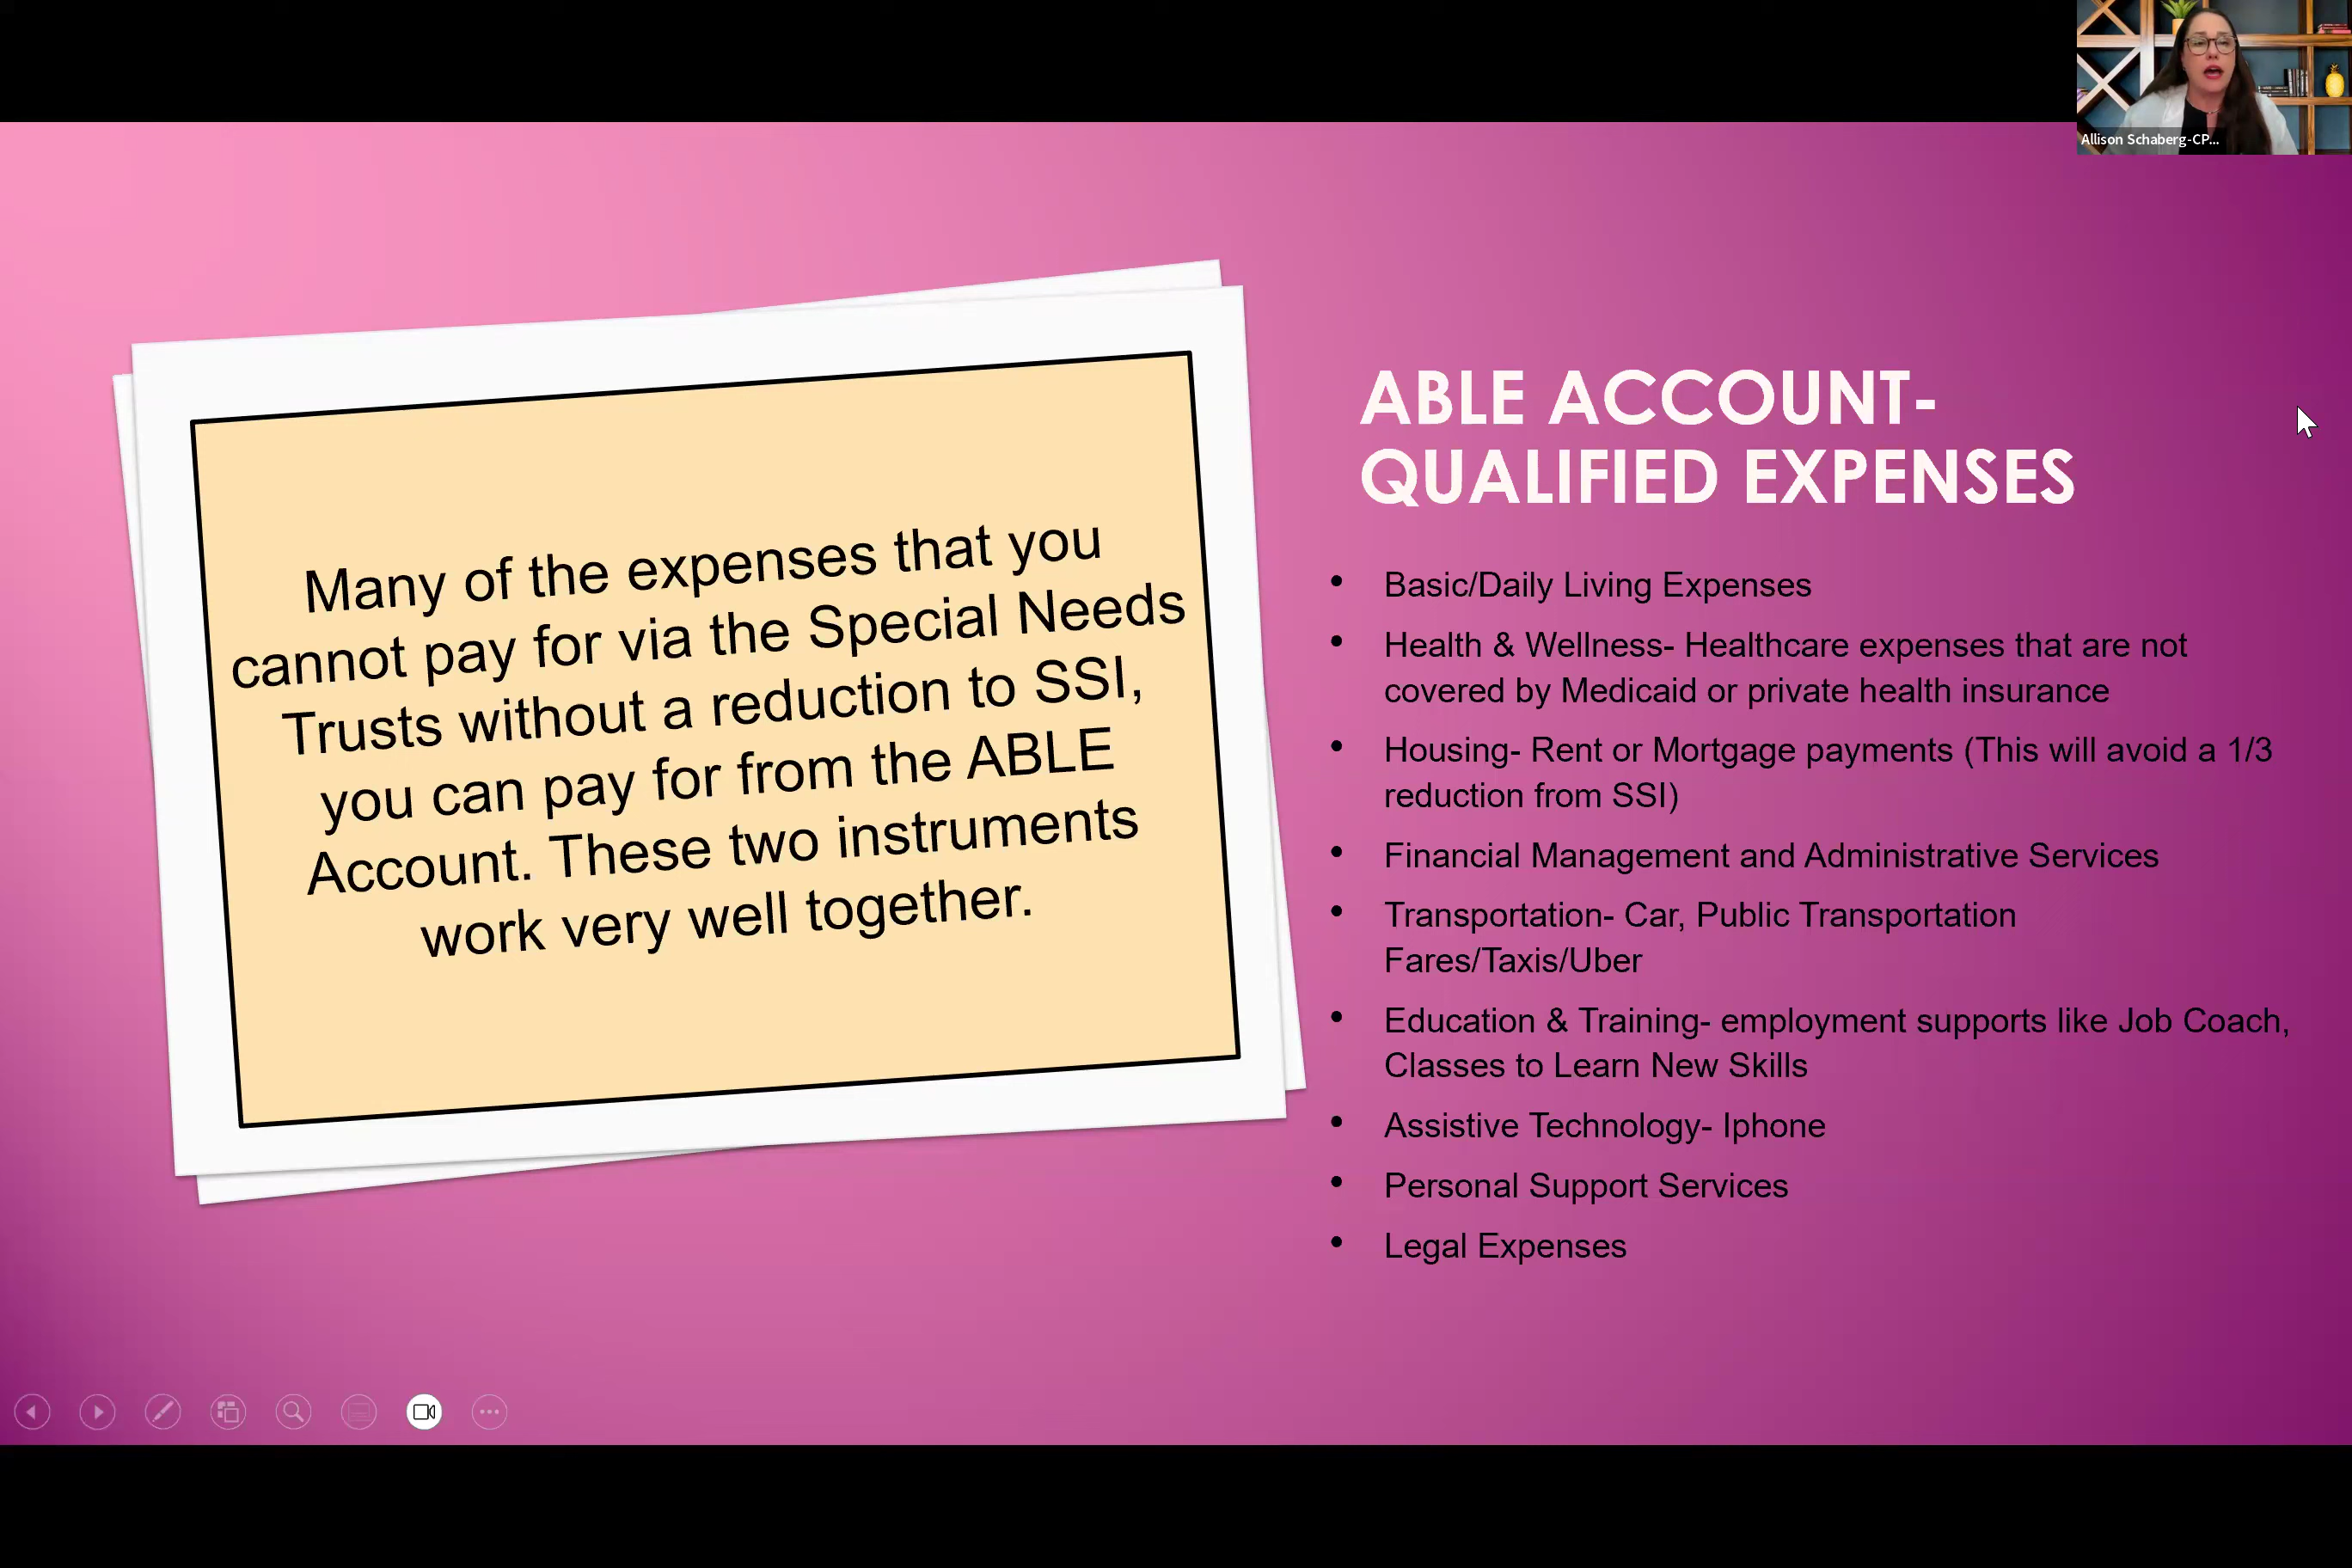 Allison Schaberg-CP...
Many of the expenses that you
cannot pay for via the Special Needs
Trusts without a reduction to SSI,
you can pay for from the ABLE
Account. These two instruments
work very well together.
ABLE ACCOUNT-
QUALIFIED EXPENSES
• Basic/Daily Living Expenses
• Health & Wellness- Healthcare expenses that are not
covered by Medicaid or private health insurance
• Housing- Rent or Mortgage payments (This will avoid a 1/3
reduction from SSI)
• Financial Management and Administrative Services
• Transportation- Car, Public Transportation
Fares/Taxis/Uber
• Education & Training- employment supports like Job Coach,
Classes to Learn New Skills
• Assistive Technology- Iphone
• Personal Support Services
• Legal Expenses